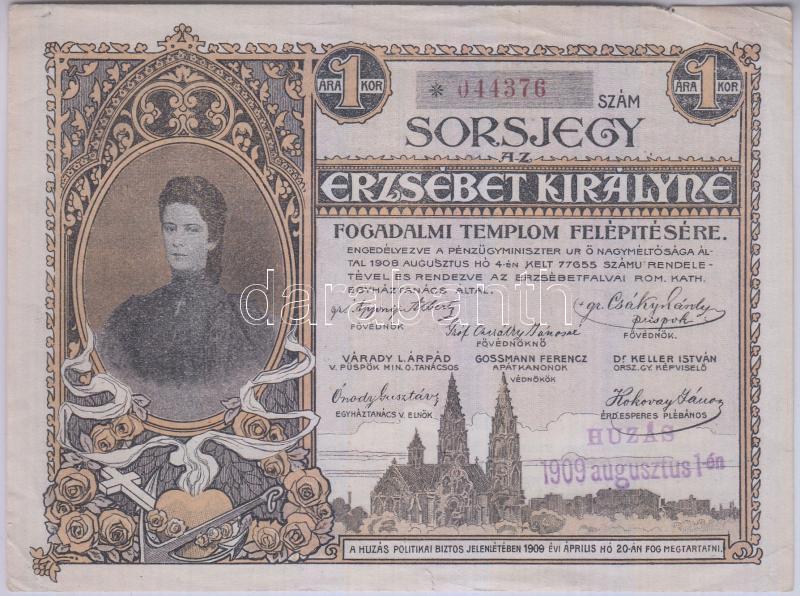 ÁRA 1 KOR
* 044376 SZÁM
ÁRA 1 KOR
SORSJEGY
AZ
ERZSÉBET KIRÁLYNÉ
FOGADALMI TEMPLOM FELÉPITÉSÉRE.
ENGEDÉLYEZVE A PÉNZÜGYMINISZTER UR Ő NAGYMÉLTÓSÁGA ÁL-
TAL 1908 AUGUSZTUS HÓ 4-ÉN KELT 77655 SZÁMU RENDELE-
TÉVEL ÉS RENDEZVE AZ ERZSÉBETFALVAI RÓM. KATH.
EGYHÁZTANÁCS ÁLTAL.
gr. Csáky
püspök
FŐVÉDNÖK
FŐVÉDNÖKNŐ
FŐVÉDNÖK.
VÁRADY L. ÁRPÁD
V. PÜSPÖK MIN. O. TANÁCSOS
GOSSMANN FERENCZ
APÁTKANONOK
VÉDNÖKÖK
Dr KELLER ISTVÁN
ORSZ. GY. KÉPVISELŐ
Ónody Gusztáv
EGYHÁZTANÁCS V. ELNÖK
Kokovay János
ÉRD. ESPERES PLÉBÁNOS
HUZÁS
1909 augusztus 1-én
A HUZÁS POLITIKAI BIZTOS JELENLÉTÉBEN 1909 ÉVI ÁPRILIS HÓ 20-ÁN FOG MEGTARTATNI.
darabanth